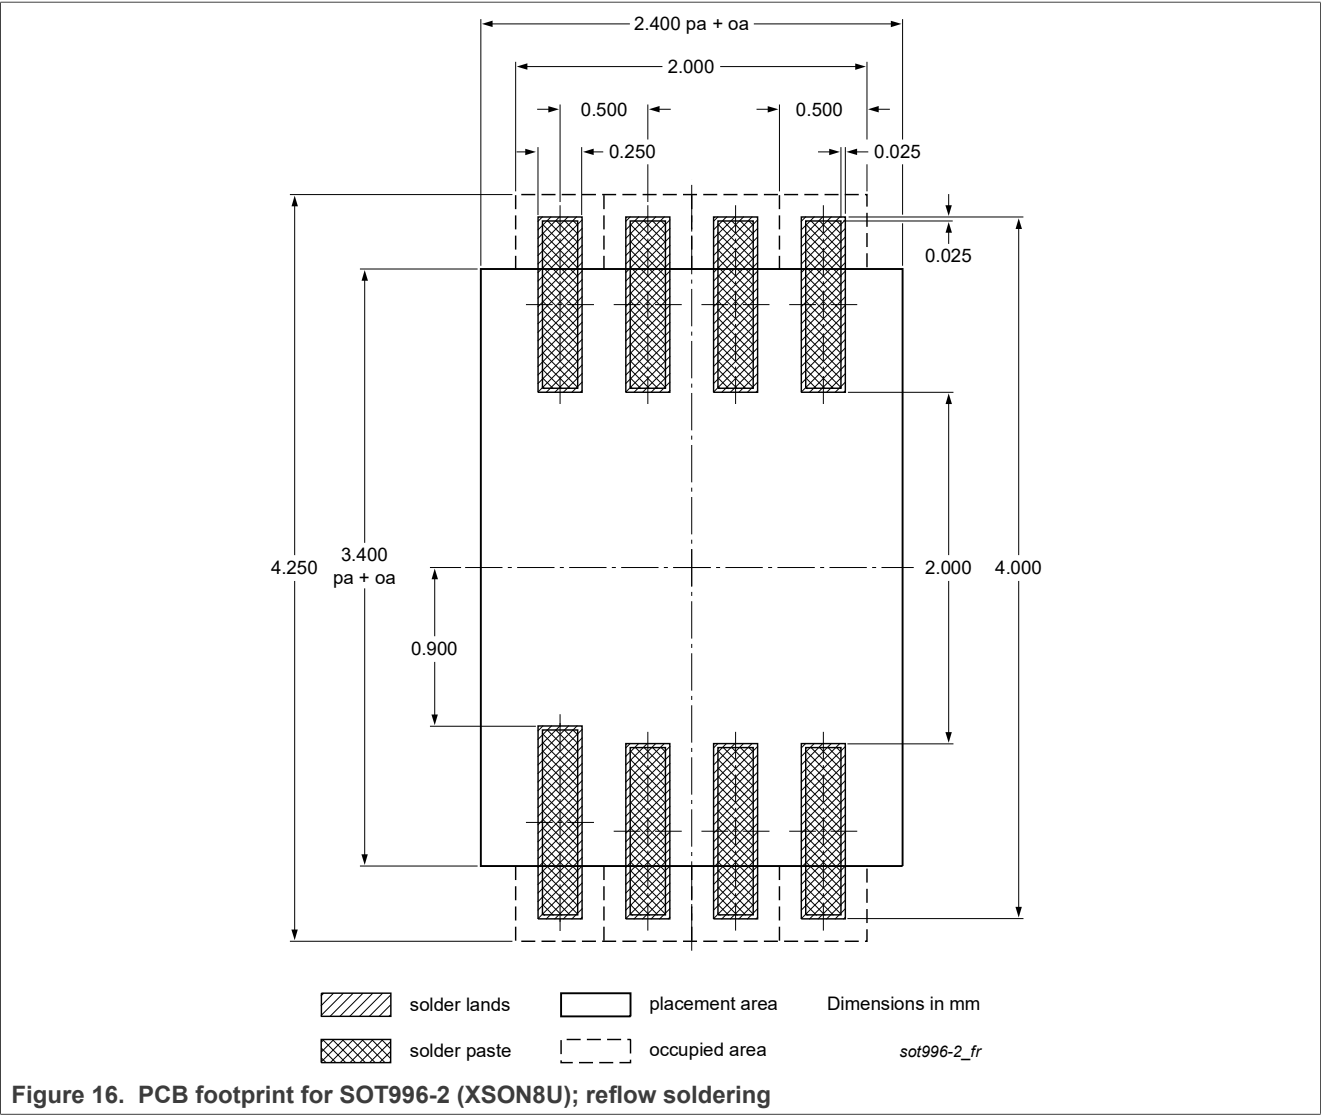 2.400 pa + oa
2.000
0.500
0.500
0.250
0.025
0.025
4.250
3.400
pa + oa
2.000
4.000
0.900
solder lands
placement area
Dimensions in mm
solder paste
occupied area
sot996-2_fr
Figure 16. PCB footprint for SOT996-2 (XSON8U); reflow soldering